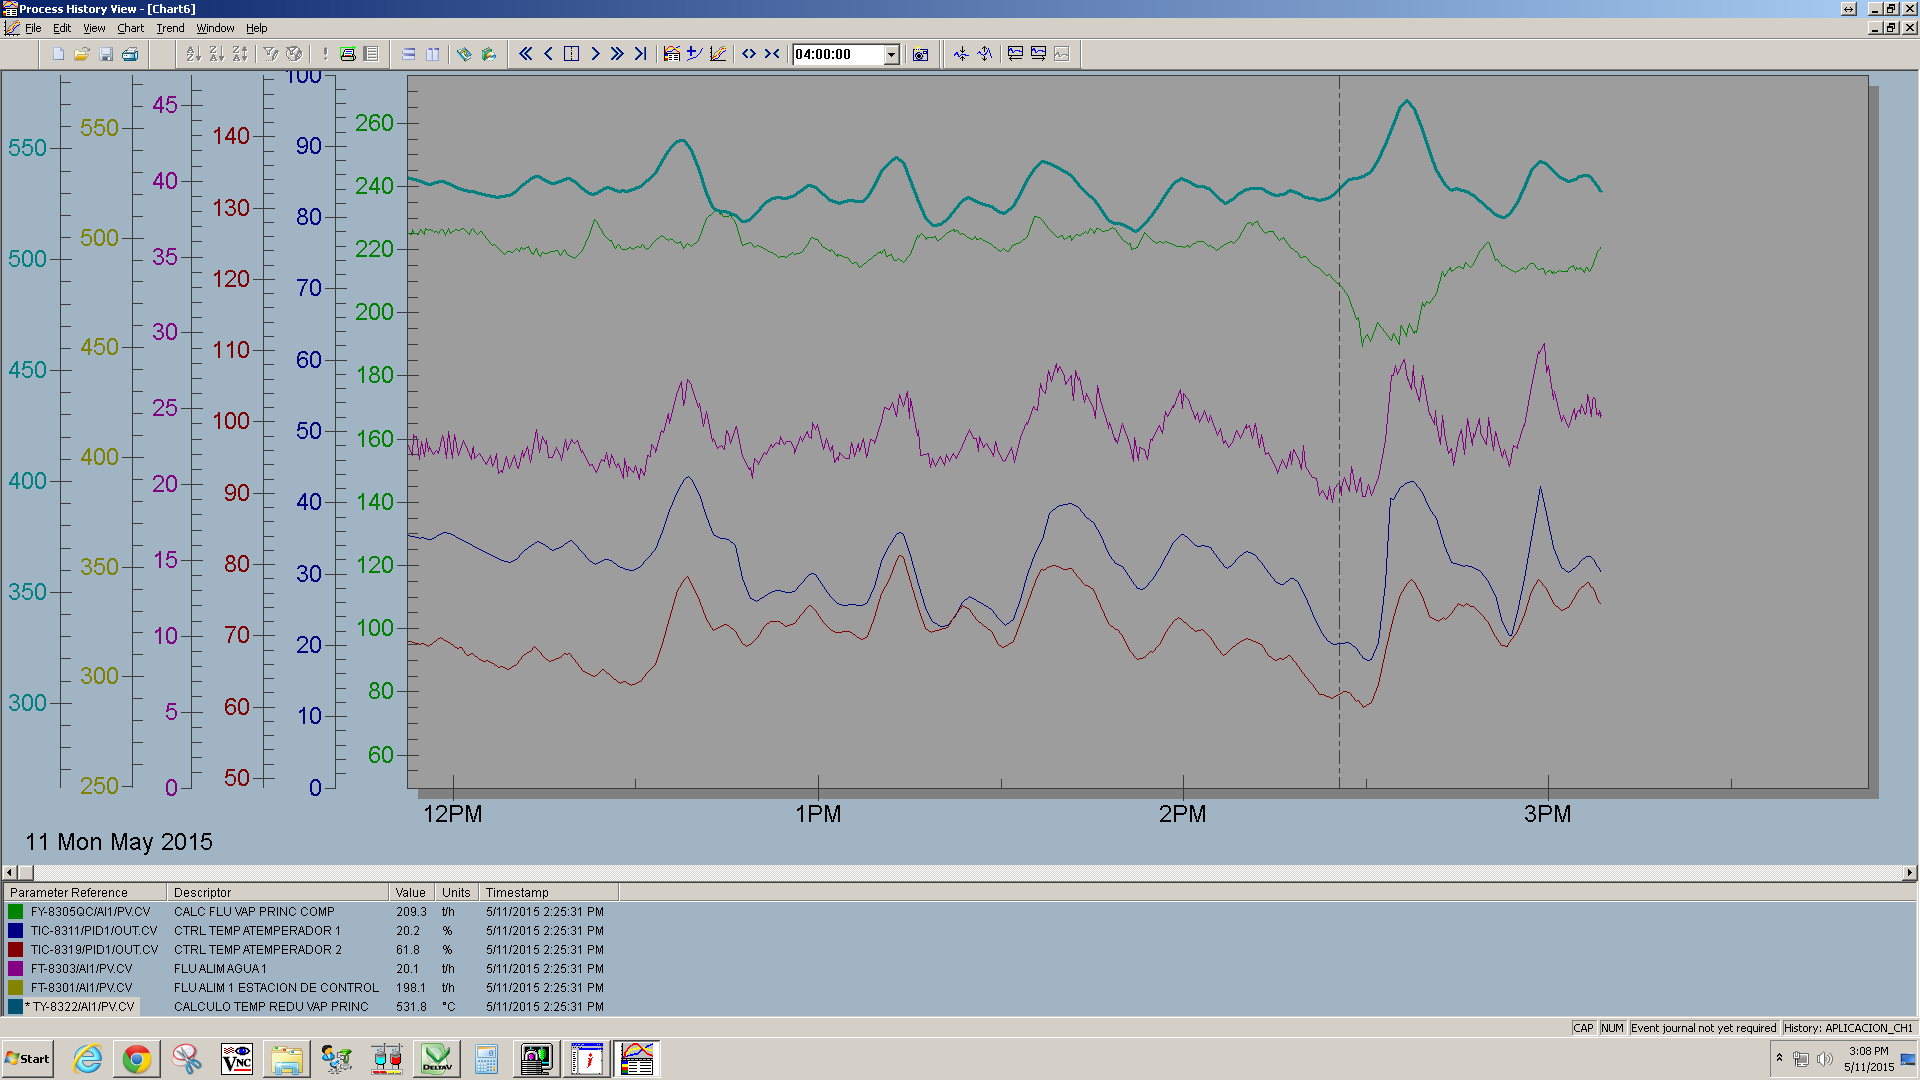 Process History View - [Chart6]
File Edit View Chart Trend Window Help
04:00:00
550 500 450 400 350 300
550 500 450 400 350 300 250
45 40 35 30 25 20 15 10 5 0
140 130 120 110 100 90 80 70 60 50
100 90 80 70 60 50 40 30 20 10 0
260 240 220 200 180 160 140 120 100 80 60
12PM 1PM 2PM 3PM
11 Mon May 2015
Parameter Reference Descriptor Value Units Timestamp
FY-8305QC/AI1/PV.CV CALC FLU VAP PRINC COMP 209.3 t/h 5/11/2015 2:25:31 PM
TIC-8311/PID1/OUT.CV CTRL TEMP ATEMPERADOR 1 20.2 % 5/11/2015 2:25:31 PM
TIC-8319/PID1/OUT.CV CTRL TEMP ATEMPERADOR 2 61.8 % 5/11/2015 2:25:31 PM
FT-8303/AI1/PV.CV FLU ALIM AGUA 1 20.1 t/h 5/11/2015 2:25:31 PM
FT-8301/AI1/PV.CV FLU ALIM 1 ESTACION DE CONTROL 198.1 t/h 5/11/2015 2:25:31 PM
* TY-8322/AI1/PV.CV CALCULO TEMP REDU VAP PRINC 531.8 °C 5/11/2015 2:25:31 PM
CAP NUM Event journal not yet required History: APLICACION_CH1
Start VNC DELTAV 3:08 PM
5/11/2015